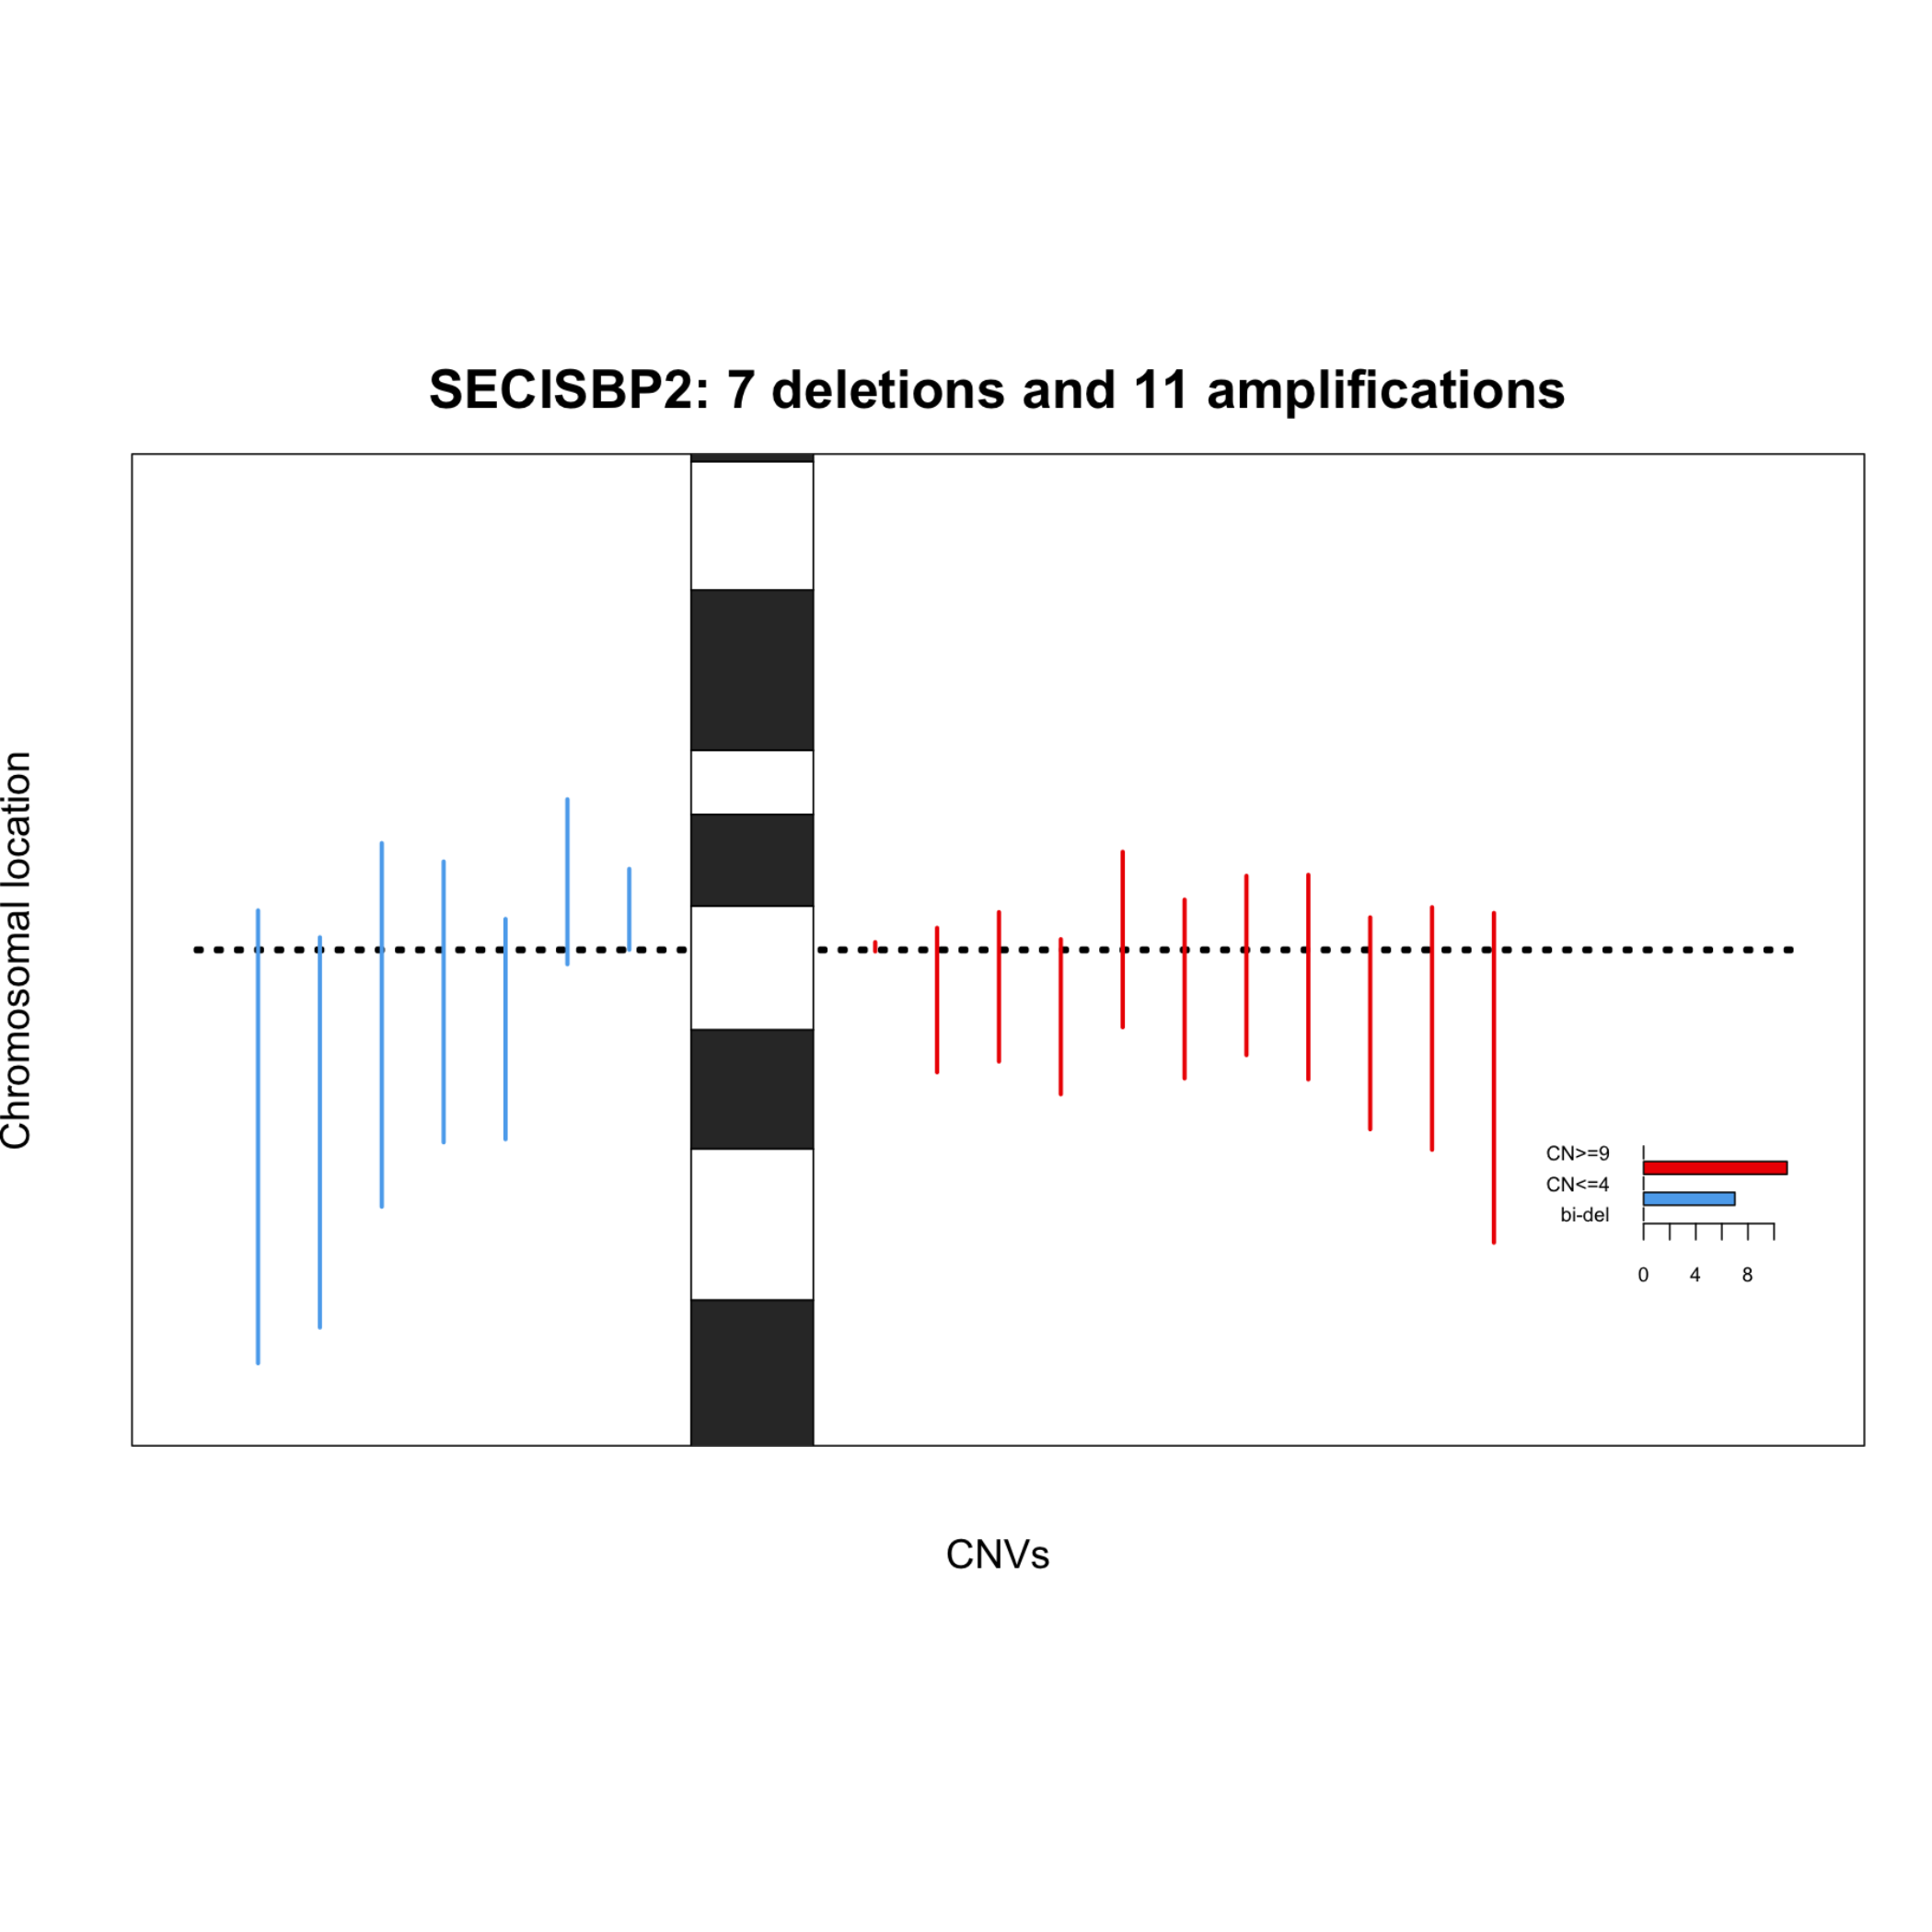 SECISBP2: 7 deletions and 11 amplifications
Chromosomal location
CN>=9
CN<=4
bi-del
0 4 8
CNVs